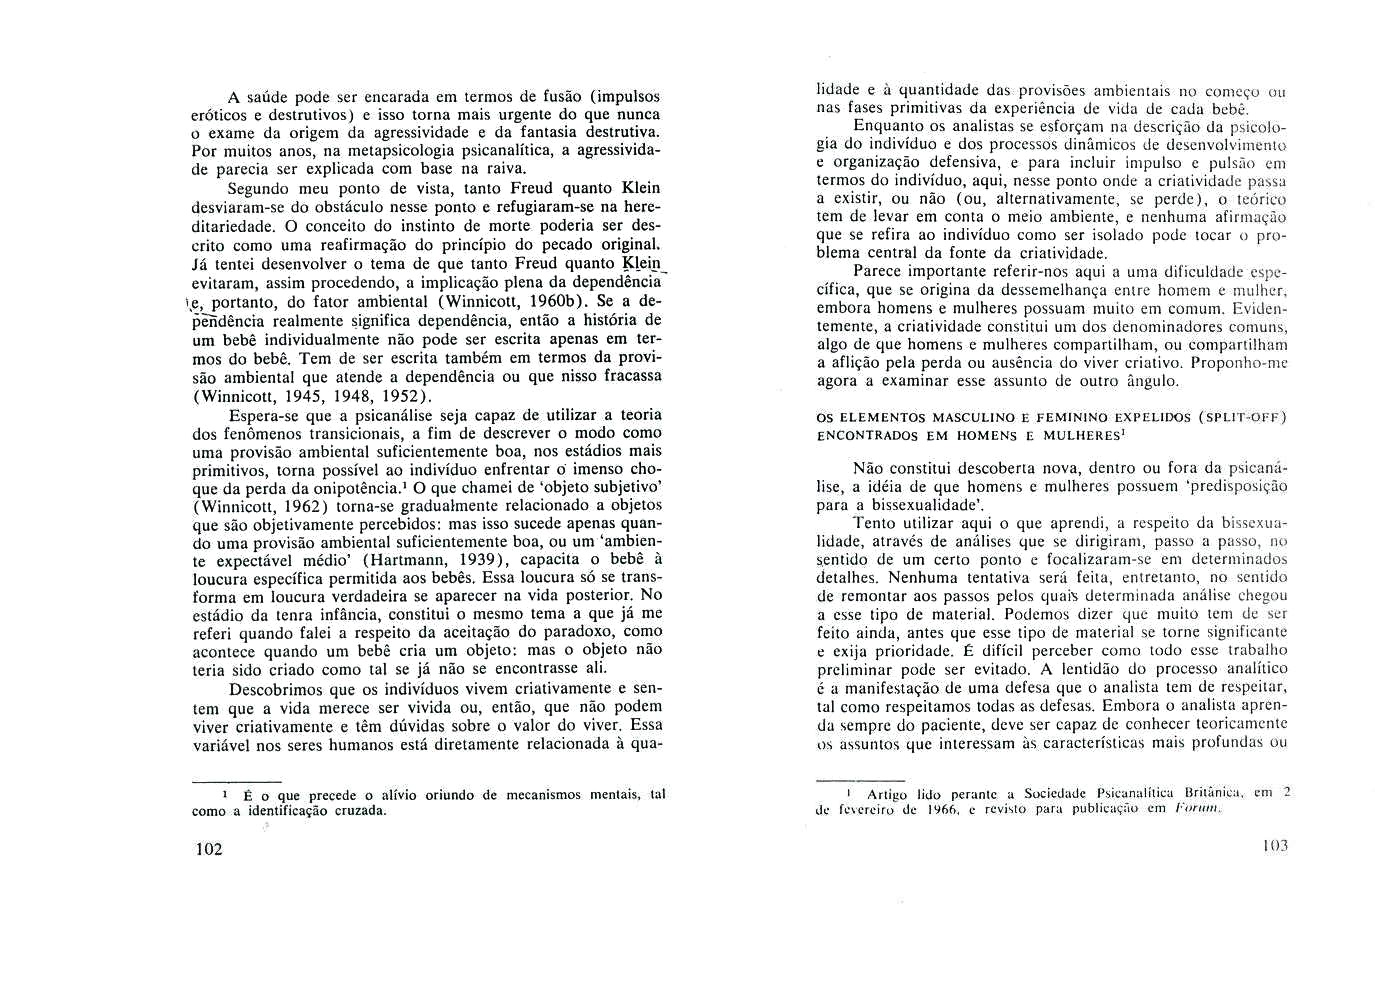 A saúde pode ser encarada em termos de fusão (impulsos
eróticos e destrutivos) e isso torna mais urgente do que nunca
o exame da origem da agressividade e da fantasia destrutiva.
Por muitos anos, na metapsicologia psicanalítica, a agressivida-
de parecia ser explicada com base na raiva.
Segundo meu ponto de vista, tanto Freud quanto Klein
desviaram-se do obstáculo nesse ponto e refugiaram-se na here-
ditariedade. O conceito do instinto de morte poderia ser des-
crito como uma reafirmação do princípio do pecado original.
Já tentei desenvolver o tema de que tanto Freud quanto Klein
evitaram, assim procedendo, a implicação plena da dependência
e, portanto, do fator ambiental (Winnicott, 1960b). Se a de-
pendência realmente significa dependência, então a história de
um bebê individualmente não pode ser escrita apenas em ter-
mos do bebê. Tem de ser escrita também em termos da provi-
são ambiental que atende a dependência ou que nisso fracassa
(Winnicott, 1945, 1948, 1952).
Espera-se que a psicanálise seja capaz de utilizar a teoria
dos fenômenos transicionais, a fim de descrever o modo como
uma provisão ambiental suficientemente boa, nos estádios mais
primitivos, torna possível ao indivíduo enfrentar o imenso cho-
que da perda da onipotência.¹ O que chamei de ‘objeto subjetivo’
(Winnicott, 1962) torna-se gradualmente relacionado a objetos
que são objetivamente percebidos: mas isso sucede apenas quan-
do uma provisão ambiental suficientemente boa, ou um ‘ambien-
te expectável médio’ (Hartmann, 1939), capacita o bebê à
loucura específica permitida aos bebês. Essa loucura só se trans-
forma em loucura verdadeira se aparecer na vida posterior. No
estádio da tenra infância, constitui o mesmo tema a que já me
referi quando falei a respeito da aceitação do paradoxo, como
acontece quando um bebê cria um objeto: mas o objeto não
teria sido criado como tal se já não se encontrasse ali.
Descobrimos que os indivíduos vivem criativamente e sen-
tem que a vida merece ser vivida ou, então, que não podem
viver criativamente e têm dúvidas sobre o valor do viver. Essa
variável nos seres humanos está diretamente relacionada à qua-
¹ É o que precede o alívio oriundo de mecanismos mentais, tal
como a identificação cruzada.
102
lidade e à quantidade das provisões ambientais no começo ou
nas fases primitivas da experiência de vida de cada bebê.
Enquanto os analistas se esforçam na descrição da psicolo-
gia do indivíduo e dos processos dinâmicos de desenvolvimento
e organização defensiva, e para incluir impulso e pulsão em
termos do indivíduo, aqui, nesse ponto onde a criatividade passa
a existir, ou não (ou, alternativamente, se perde), o teórico
tem de levar em conta o meio ambiente, e nenhuma afirmação
que se refira ao indivíduo como ser isolado pode tocar o pro-
blema central da fonte da criatividade.
Parece importante referir-nos aqui a uma dificuldade espe-
cífica, que se origina da dessemelhança entre homem e mulher,
embora homens e mulheres possuam muito em comum. Eviden-
temente, a criatividade constitui um dos denominadores comuns,
algo de que homens e mulheres compartilham, ou compartilham
a aflição pela perda ou ausência do viver criativo. Proponho-me
agora a examinar esse assunto de outro ângulo.
OS ELEMENTOS MASCULINO E FEMININO EXPELIDOS (SPLIT-OFF)
ENCONTRADOS EM HOMENS E MULHERES¹
Não constitui descoberta nova, dentro ou fora da psicaná-
lise, a idéia de que homens e mulheres possuem ‘predisposição
para a bissexualidade’.
Tento utilizar aqui o que aprendi, a respeito da bissexua-
lidade, através de análises que se dirigiram, passo a passo, no
sentido de um certo ponto e focalizaram-se em determinados
detalhes. Nenhuma tentativa será feita, entretanto, no sentido
de remontar aos passos pelos quais determinada análise chegou
a esse tipo de material. Podemos dizer que muito tem de ser
feito ainda, antes que esse tipo de material se torne significante
e exija prioridade. É difícil perceber como todo esse trabalho
preliminar pode ser evitado. A lentidão do processo analítico
é a manifestação de uma defesa que o analista tem de respeitar,
tal como respeitamos todas as defesas. Embora o analista apren-
da sempre do paciente, deve ser capaz de conhecer teoricamente
os assuntos que interessam às características mais profundas ou
¹ Artigo lido perante a Sociedade Psicanalítica Britânica, em 2
de fevereiro de 1966, e revisto para publicação em Forum.
103